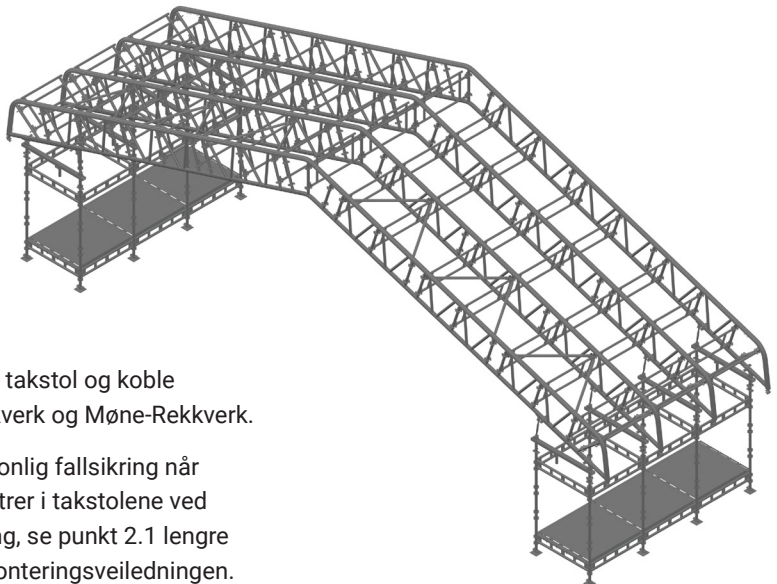 takstol og koble
verk og Møne-Rekkverk.
onlig fallsikring når
trer i takstolene ved
g, se punkt 2.1 lengre
onteringsveiledningen.